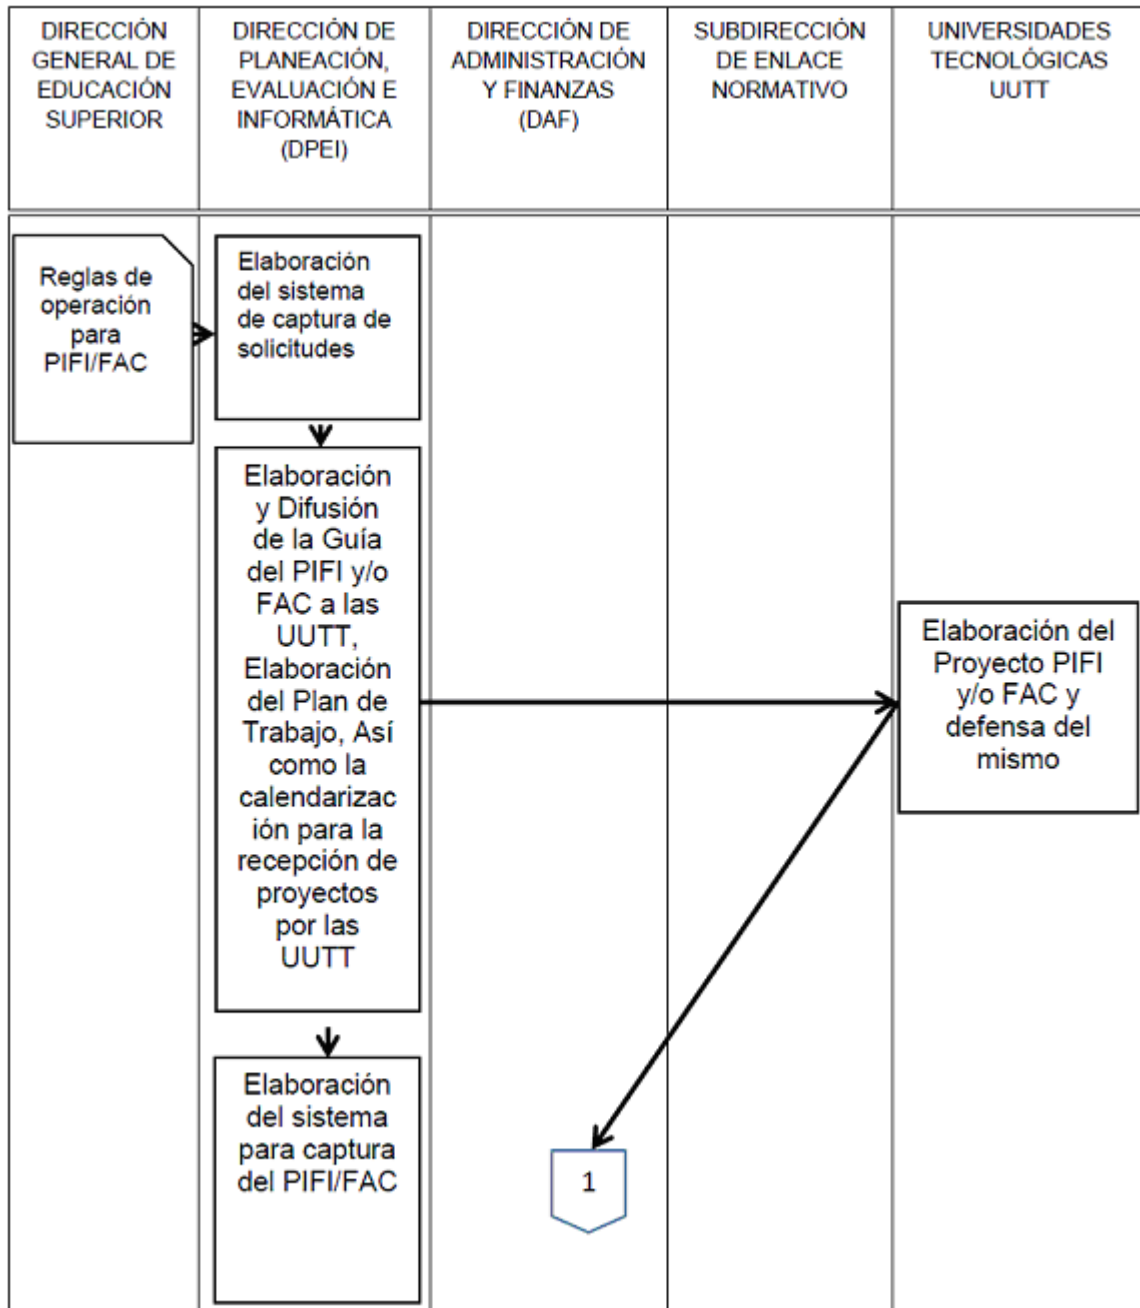 DIRECCIÓN
GENERAL DE
EDUCACIÓN
SUPERIOR
DIRECCIÓN DE
PLANEACIÓN,
EVALUACIÓN E
INFORMÁTICA
(DPEI)
DIRECCIÓN DE
ADMINISTRACIÓN
Y FINANZAS
(DAF)
SUBDIRECCIÓN
DE ENLACE
NORMATIVO
UNIVERSIDADES
TECNOLÓGICAS
UUTT
Reglas de
operación
para
PIFI/FAC
Elaboración
del sistema
de captura de
solicitudes
Elaboración
y Difusión
de la Guía
del PIFI y/o
FAC a las
UUTT,
Elaboración
del Plan de
Trabajo, Así
como la
calendarizac
ión para la
recepción de
proyectos
por las
UUTT
Elaboración del
Proyecto PIFI
y/o FAC y
defensa del
mismo
Elaboración
del sistema
para captura
del PIFI/FAC
1